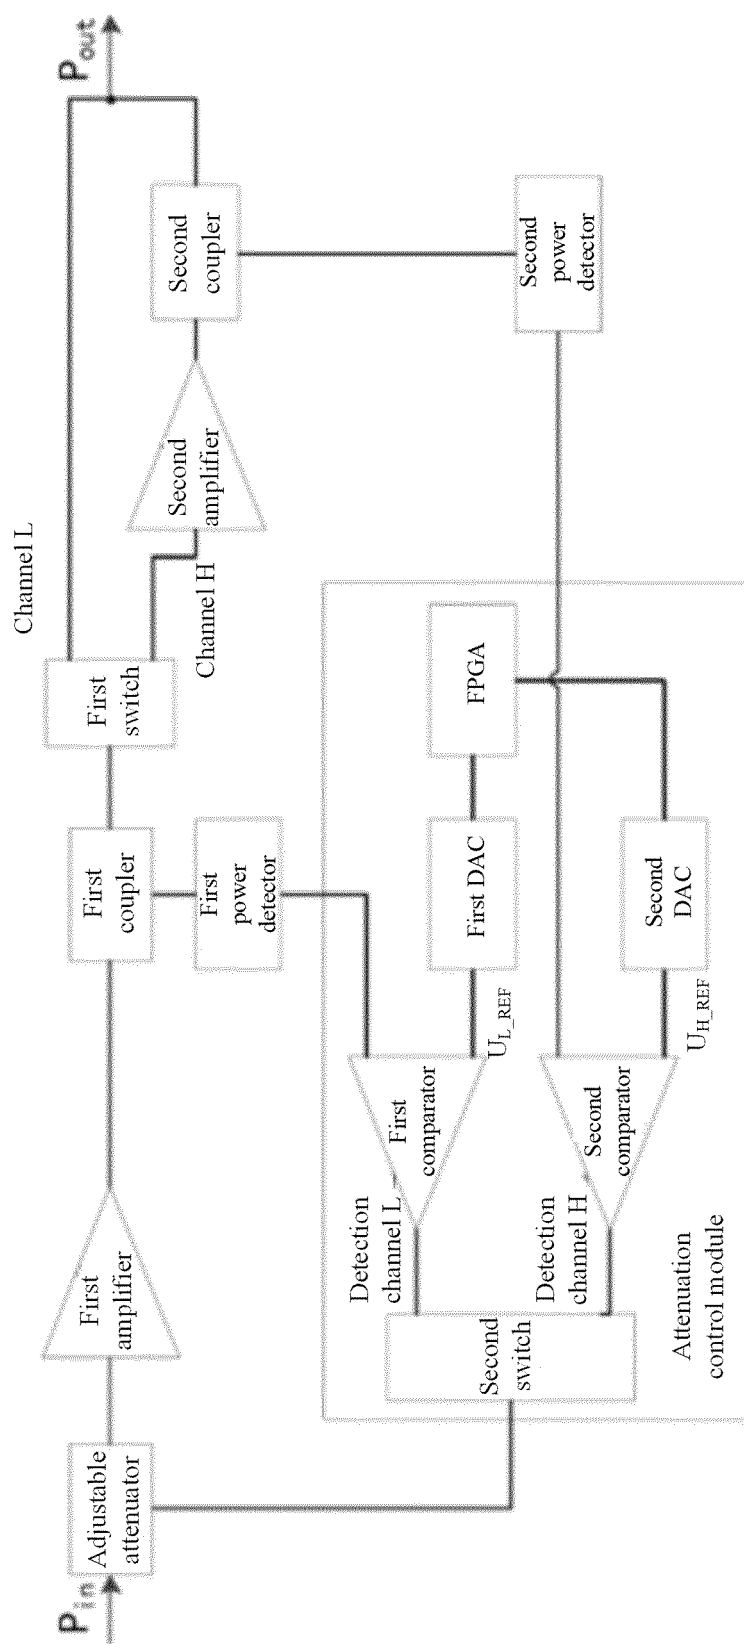 Pin
Adjustable
attenuator
First
amplifier
First
coupler
First
switch
Channel L
Channel H
Second
amplifier
Second
coupler
Pout
First
power
detector
Second
power
detector
Detection
channel L
First
comparator
UL_REF
First DAC
FPGA
Second
switch
Detection
channel H
Second
comparator
UH_REF
Second
DAC
Attenuation
control module